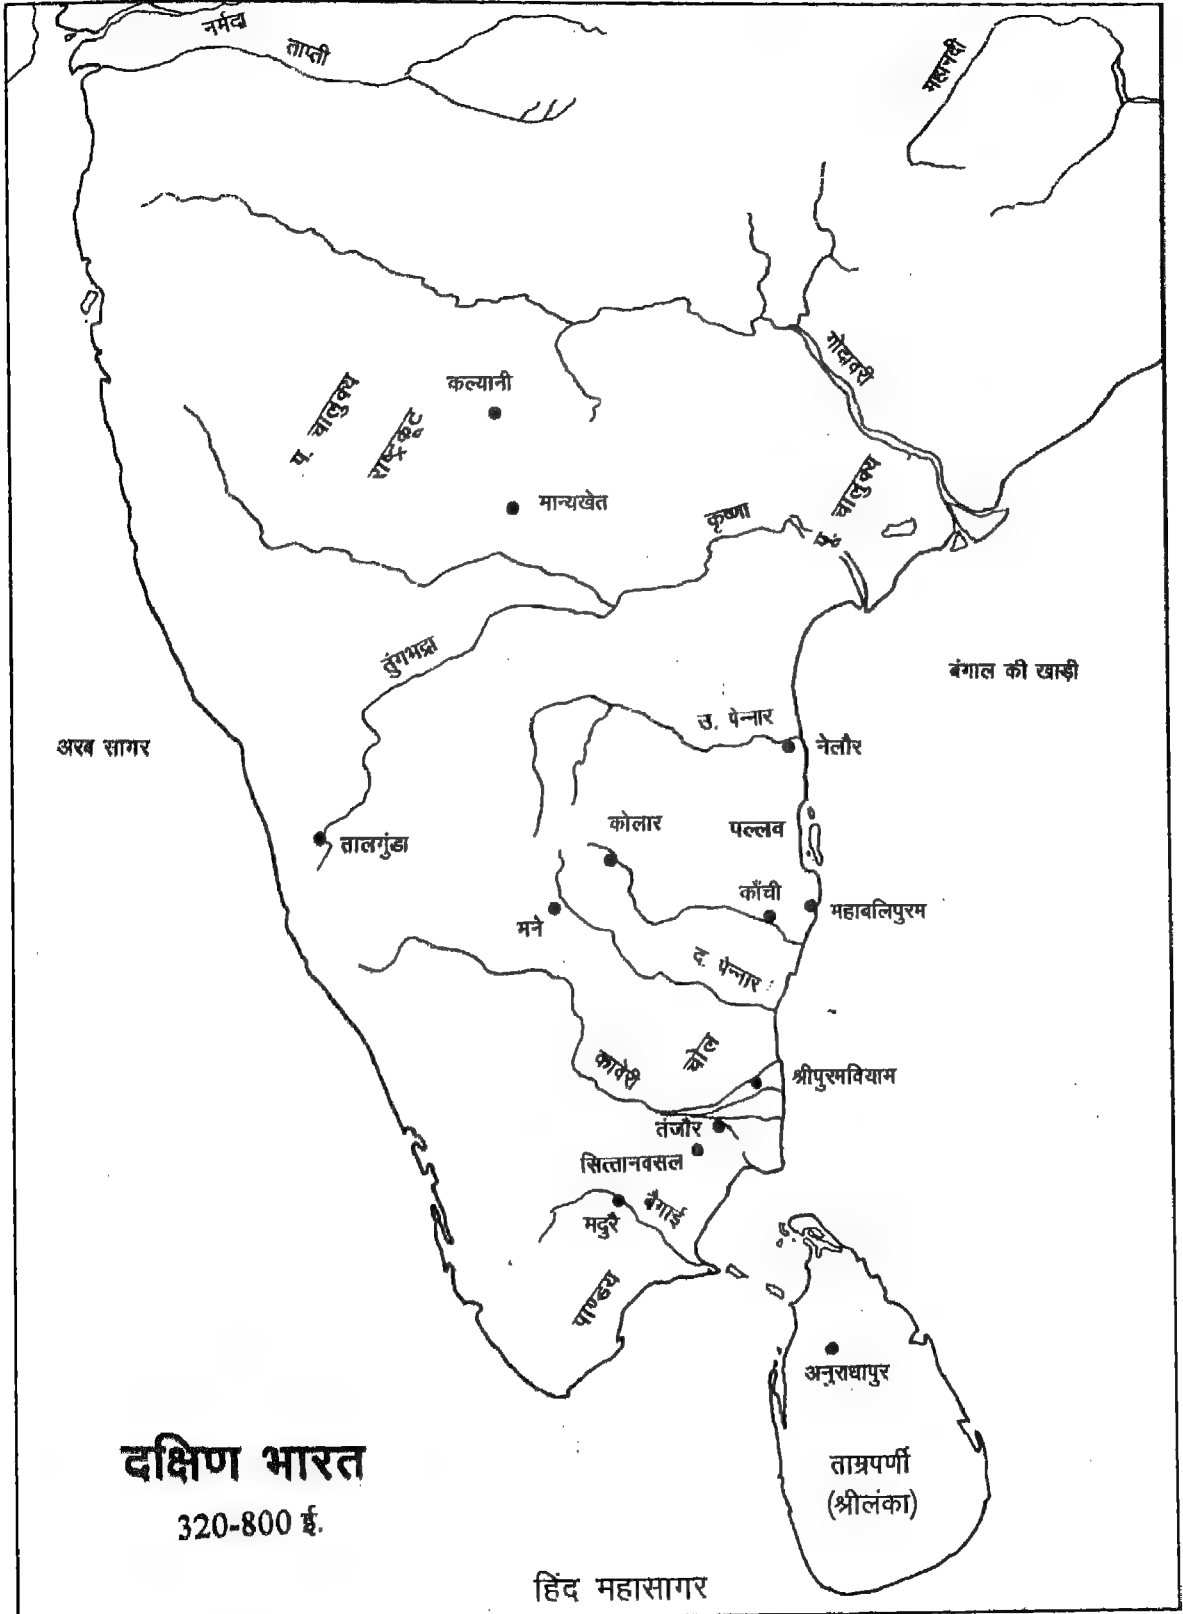 नर्मदा
ताप्ती
महानदी
गोदावरी
कल्यानी
प. चालुक्य
राष्ट्रकूट
मान्यखेत
कृष्णा
पू. चालुक्य
तुंगभद्रा
बंगाल की खाड़ी
उ. पेन्नार
नेलौर
अरब सागर
कोलार
पल्लव
तालगुंडा
काँची
महाबलिपुरम
मने
द. पेन्नार
चोल
कावेरी
श्रीपुरमवियाम
तंजौर
सित्तानवसल
बैगाई
मदुरै
पाण्डय
अनुराधापुर
दक्षिण भारत
320-800 ई.
ताम्रपर्णी
(श्रीलंका)
हिंद महासागर